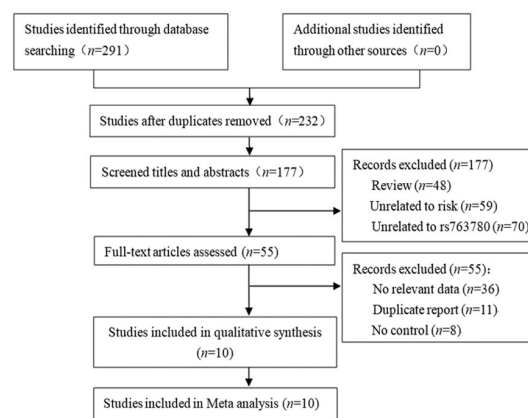 Studies identified through database
searching（n=291）
Additional studies identified
through other sources（n=0）
Studies after duplicates removed（n=232）
Screened titles and abstracts（n=177）
Records excluded (n=177)
Review (n=48)
Unrelated to risk (n=59)
Unrelated to rs763780 (n=70)
Full-text articles assessed (n=55)
Records excluded (n=55)：
No relevant data (n=36)
Duplicate report (n=11)
No control (n=8)
Studies included in qualitative synthesis
(n=10)
Studies included in Meta analysis (n=10)